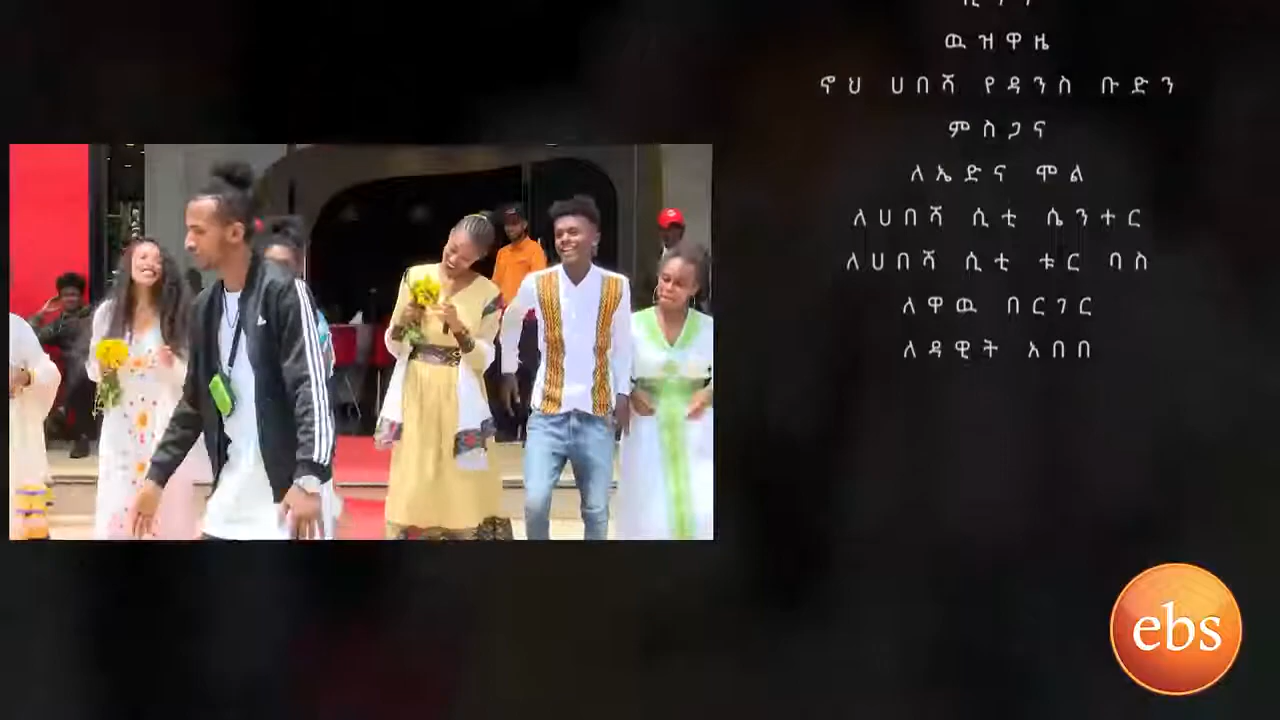 ዉዝዋዜ
ኖህ ሀበሻ የዳንስ ቡድን
ምስጋና
ለኤድና ሞል
ለሀበሻ ሲቲ ሴንተር
ለሀበሻ ሲቲ ቱር ባስ
ለዋዉ በርገር
ለዳዊት አበበ
ebs